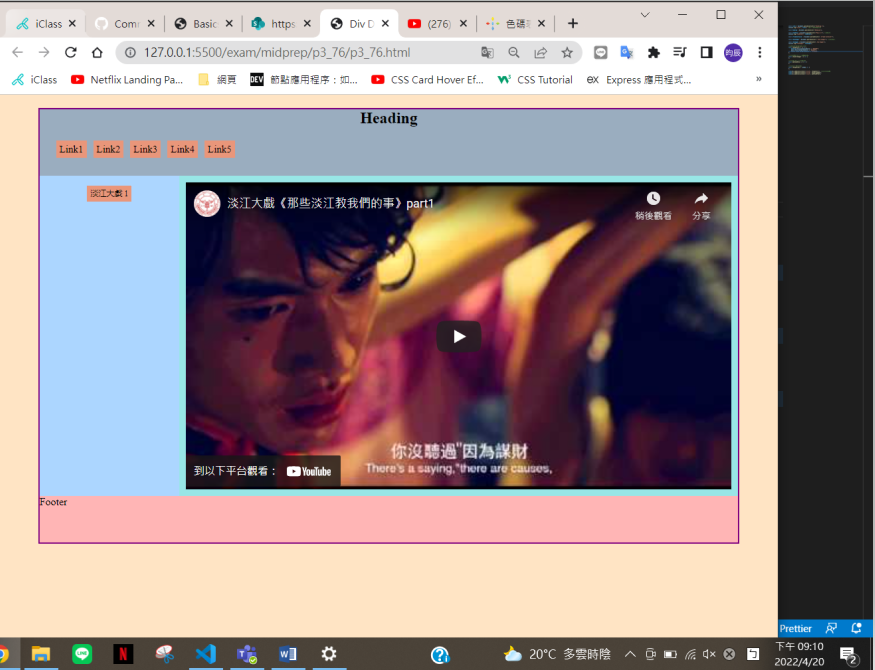 iClass
Com
Basic
https
Div D
(276)
色碼
127.0.0.1:5500/exam/midprep/p3_76/p3_76.html
昀辰
iClass
Netflix Landing Pa...
網頁
DEV
節點應用程序：如...
CSS Card Hover Ef...
CSS Tutorial
ex
Express 應用程式...
»
Heading
Link1
Link2
Link3
Link4
Link5
淡江大戲1
淡江大戲《那些淡江教我們的事》part1
稍後觀看
分享
你沒聽過"因為謀財
There's a saying,"there are causes,
到以下平台觀看：
YouTube
Footer
Prettier
20°C 多雲時陰
下午 09:10
2022/4/20
2